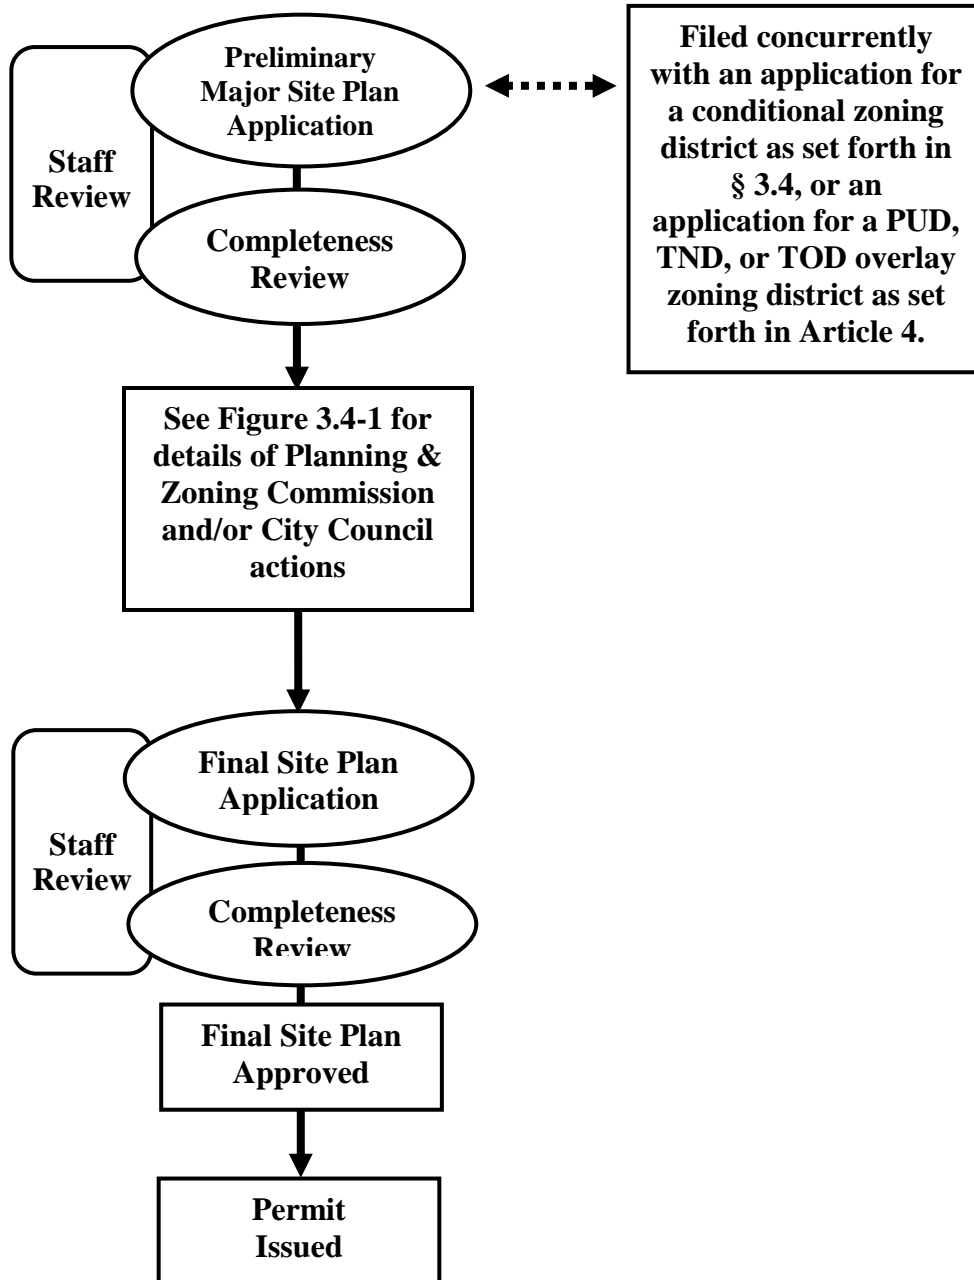 Preliminary
Major Site Plan
Application
Filed concurrently
with an application for
a conditional zoning
district as set forth in
§ 3.4, or an
application for a PUD,
TND, or TOD overlay
zoning district as set
forth in Article 4.
Staff
Review
Completeness
Review
See Figure 3.4-1 for
details of Planning &
Zoning Commission
and/or City Council
actions
Final Site Plan
Application
Staff
Review
Completeness
Review
Final Site Plan
Approved
Permit
Issued